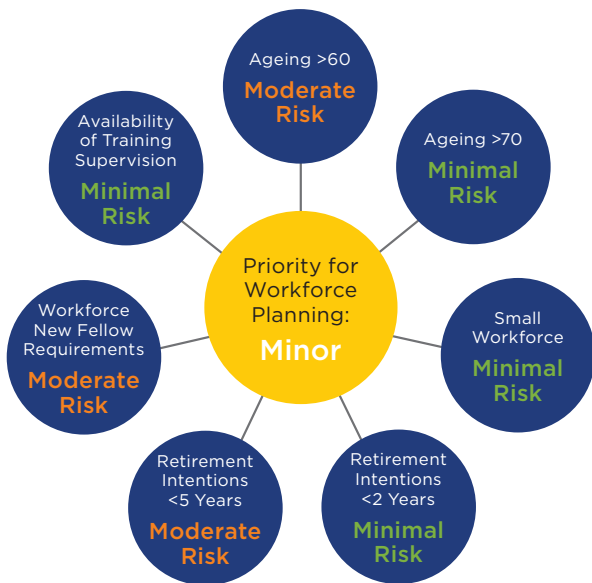 Ageing >60
Moderate
Risk
Ageing >70
Minimal
Risk
Small
Workforce
Minimal
Risk
Retirement
Intentions
<2 Years
Minimal
Risk
Retirement
Intentions
<5 Years
Moderate
Risk
Workforce
New Fellow
Requirements
Moderate
Risk
Availability
of Training
Supervision
Minimal
Risk
Priority for
Workforce
Planning:
Minor